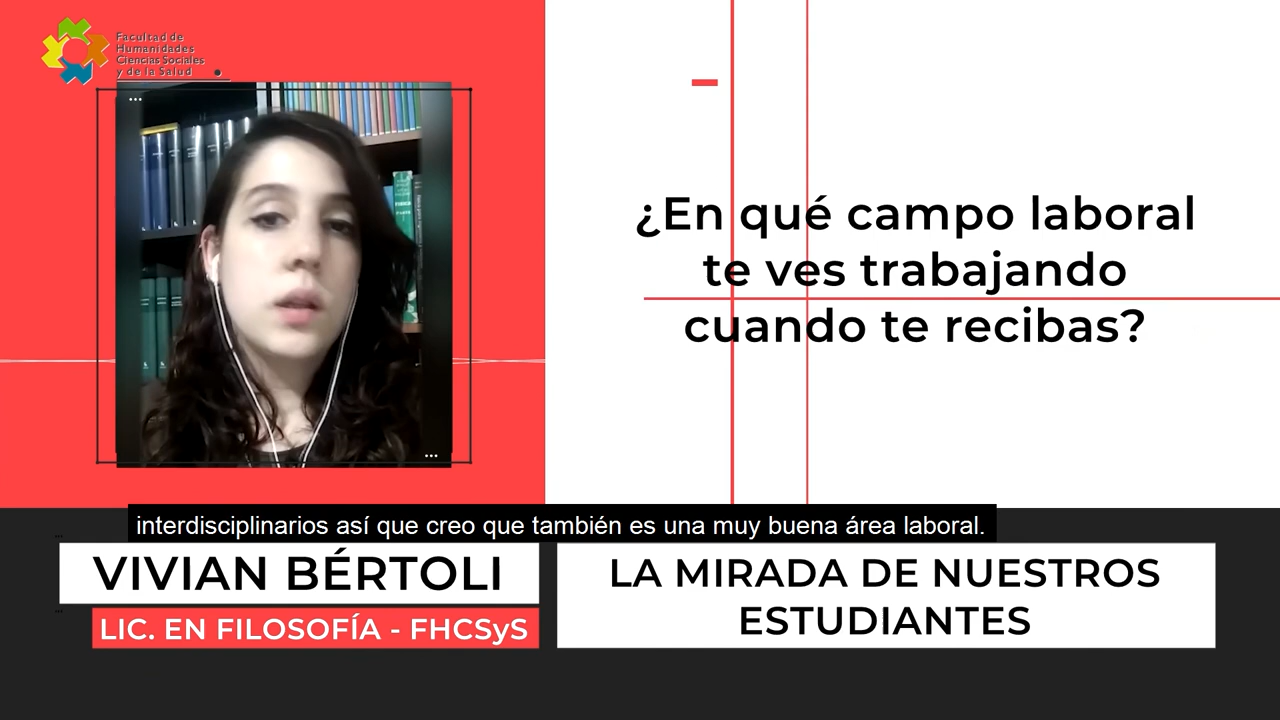 Facultad de
Humanidades
Ciencias Sociales
y de la Salud
¿En qué campo laboral
te ves trabajando
cuando te recibas?
interdisciplinarios así que creo que también es una muy buena área laboral.
VIVIAN BÉRTOLI
LIC. EN FILOSOFÍA - FHCSyS
LA MIRADA DE NUESTROS
ESTUDIANTES